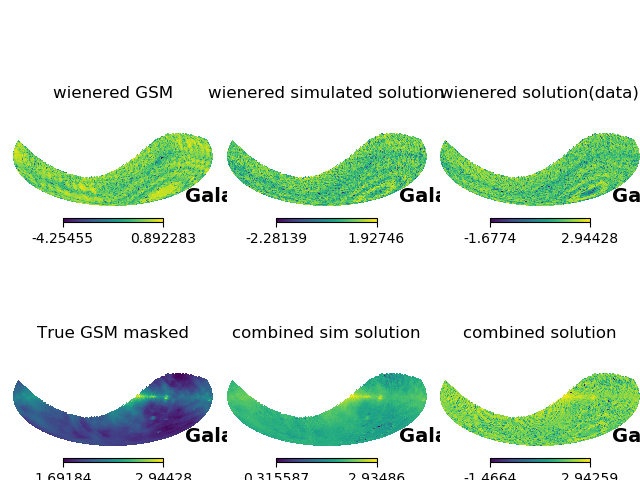 wienered GSM
wienered simulated solution
wienered solution(data)
Gala
Gala
Ga
-4.25455 0.892283
-2.28139 1.92746
-1.6774 2.94428
True GSM masked
combined sim solution
combined solution
Gala
Gala
Ga
1.69184 2.94428
0.315587 2.93486
-1.4664 2.94259